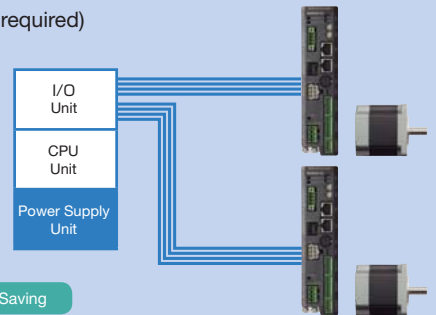 required)
I/O
Unit
CPU
Unit
Power Supply
Unit
Saving